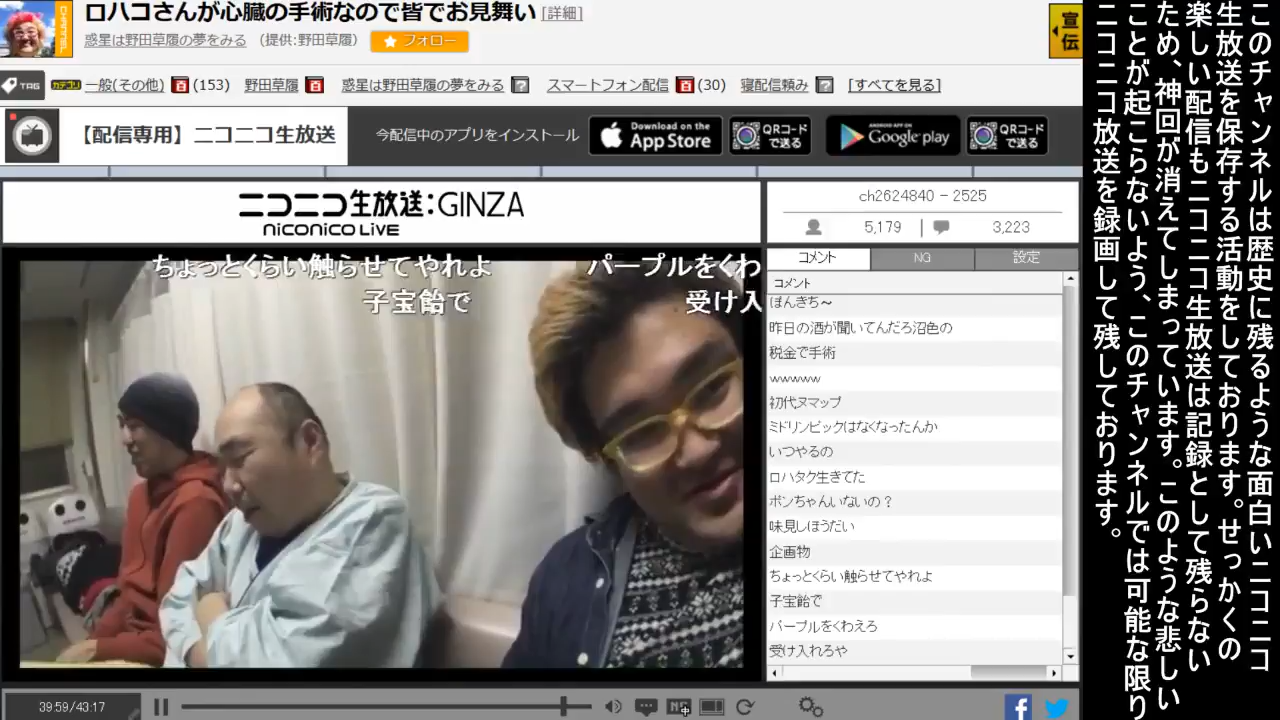 ロハコさんが心臓の手術なので皆でお見舞い [詳細]
CHANNEL
惑星は野田草履の夢をみる (提供:野田草履) ★ フォロー
宣伝
TAG カテゴリ 一般(その他) (153) 野田草履 惑星は野田草履の夢をみる ? スマートフォン配信 (30) 寝配信頼み ? [すべてを見る]
【配信専用】ニコニコ生放送
今配信中のアプリをインストール
Download on the App Store
QRコードで送る
ANDROID APP ON Google play
QRコードで送る
ニコニコ生放送:GINZA
niconico LIVE
ちょっとくらい触らせてやれよ
パープルをくわ
子宝飴で
受け入
ch2624840 - 2525
5,179 | 3,223
コメント NG 設定
コメント
ぽんきち~
昨日の酒が聞いてんだろ沼色の
税金で手術
wwwww
初代ヌマップ
ミドリンピックはなくなったんか
いつやるの
ロハタク生きてた
ボンちゃんいないの?
味見しほうだい
企画物
ちょっとくらい触らせてやれよ
子宝飴で
パープルをくわえろ
受け入れろや
39:59/43:17
このチャンネルは歴史に残るような面白いニコニコ
生放送を保存する活動をしております。せっかくの
楽しい配信もニコニコ生放送は記録として残らない
ため、神回が消えてしまっています。このような悲しい
ことが起こらないよう、このチャンネルでは可能な限り
ニコニコ放送を録画して残しております。